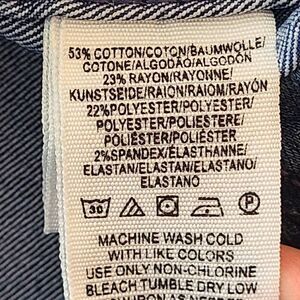 53% COTTON/COTON/BAUMWOLLE/
COTONE/ALGODÃO/ALGODÓN
23% RAYON/RAYONNE/
KUNSTSEIDE/RAION/RAIOM/RAYÓN
22%POLYESTER/POLYESTER/
POLYESTER/POLIESTERE/
POLIÉSTER/POLIÉSTER
2%SPANDEX/ÉLASTHANNE/
ELASTAN/ELASTAN/ELASTANO/
ELASTANO
30
MACHINE WASH COLD
WITH LIKE COLORS
USE ONLY NON-CHLORINE
BLEACH TUMBLE DRY LOW